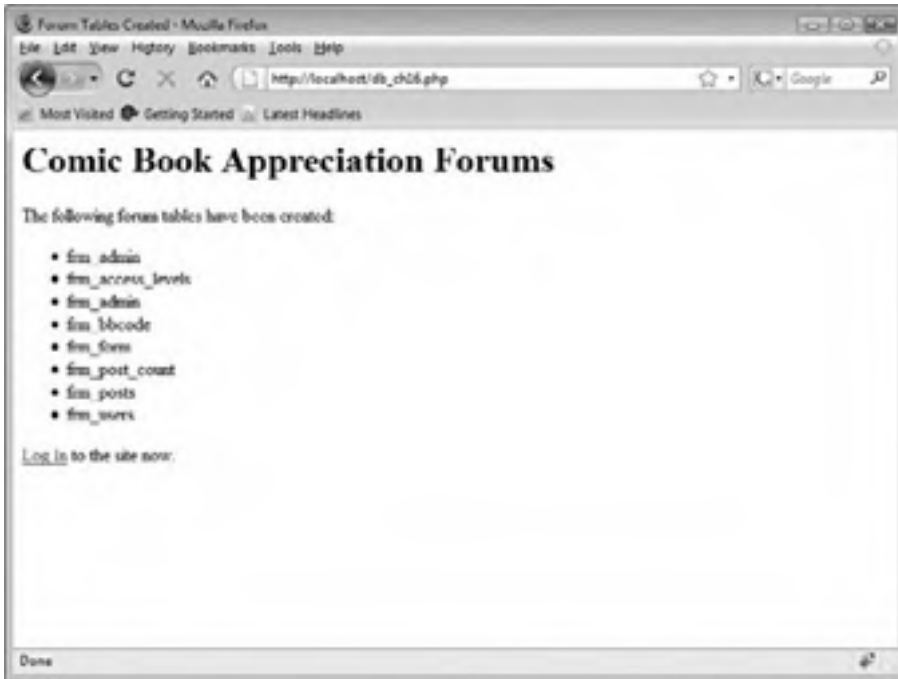 Forum Tables Created - Mozilla Firefox
File Edit View History Bookmarks Tools Help
http://localhost/db_ch16.php
Google
Most Visited Getting Started Latest Headlines
Comic Book Appreciation Forums
The following forum tables have been created:
• frm_admin
• frm_access_levels
• frm_admin
• frm_bbcode
• frm_form
• frm_post_count
• frm_posts
• frm_users
Log in to the site now.
Done